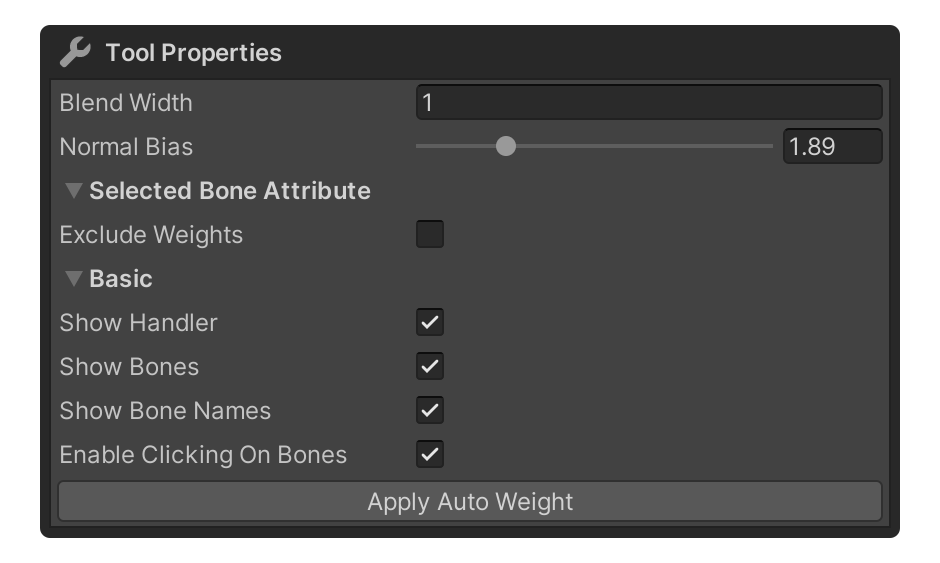 Tool Properties
Blend Width 1
Normal Bias 1.89
Selected Bone Attribute
Exclude Weights
Basic
Show Handler
Show Bones
Show Bone Names
Enable Clicking On Bones
Apply Auto Weight